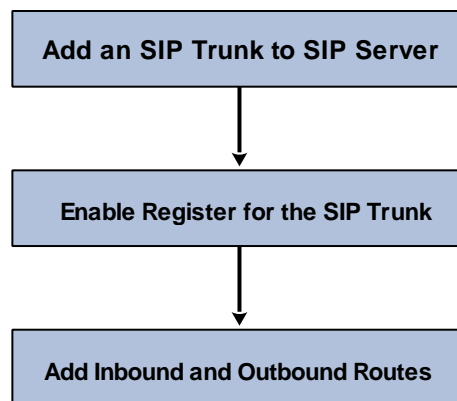 Add an SIP Trunk to SIP Server
Enable Register for the SIP Trunk
Add Inbound and Outbound Routes